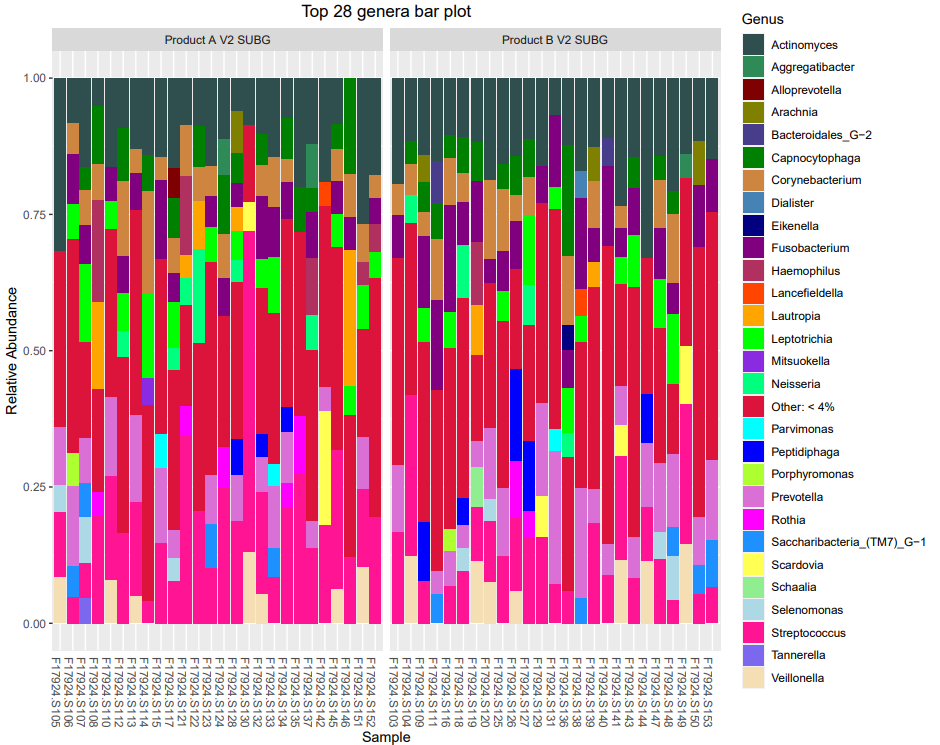 Top 28 genera bar plot
Product A V2 SUBG
Product B V2 SUBG
Relative Abundance
1.00
0.75
0.50
0.25
0.00
F17924.S105
F17924.S106
F17924.S107
F17924.S108
F17924.S110
F17924.S112
F17924.S113
F17924.S114
F17924.S115
F17924.S117
F17924.S121
F17924.S122
F17924.S123
F17924.S124
F17924.S128
F17924.S130
F17924.S132
F17924.S133
F17924.S134
F17924.S135
F17924.S137
F17924.S142
F17924.S145
F17924.S146
F17924.S151
F17924.S152
F17924.S103
F17924.S104
F17924.S109
F17924.S111
F17924.S116
F17924.S118
F17924.S119
F17924.S120
F17924.S125
F17924.S126
F17924.S127
F17924.S129
F17924.S131
F17924.S136
F17924.S138
F17924.S139
F17924.S140
F17924.S141
F17924.S143
F17924.S144
F17924.S147
F17924.S148
F17924.S149
F17924.S150
F17924.S153
Sample
Genus
Actinomyces
Aggregatibacter
Alloprevotella
Arachnia
Bacteroidales_G−2
Capnocytophaga
Corynebacterium
Dialister
Eikenella
Fusobacterium
Haemophilus
Lancefieldella
Lautropia
Leptotrichia
Mitsuokella
Neisseria
Other: < 4%
Parvimonas
Peptidiphaga
Porphyromonas
Prevotella
Rothia
Saccharibacteria_(TM7)_G−1
Scardovia
Schaalia
Selenomonas
Streptococcus
Tannerella
Veillonella